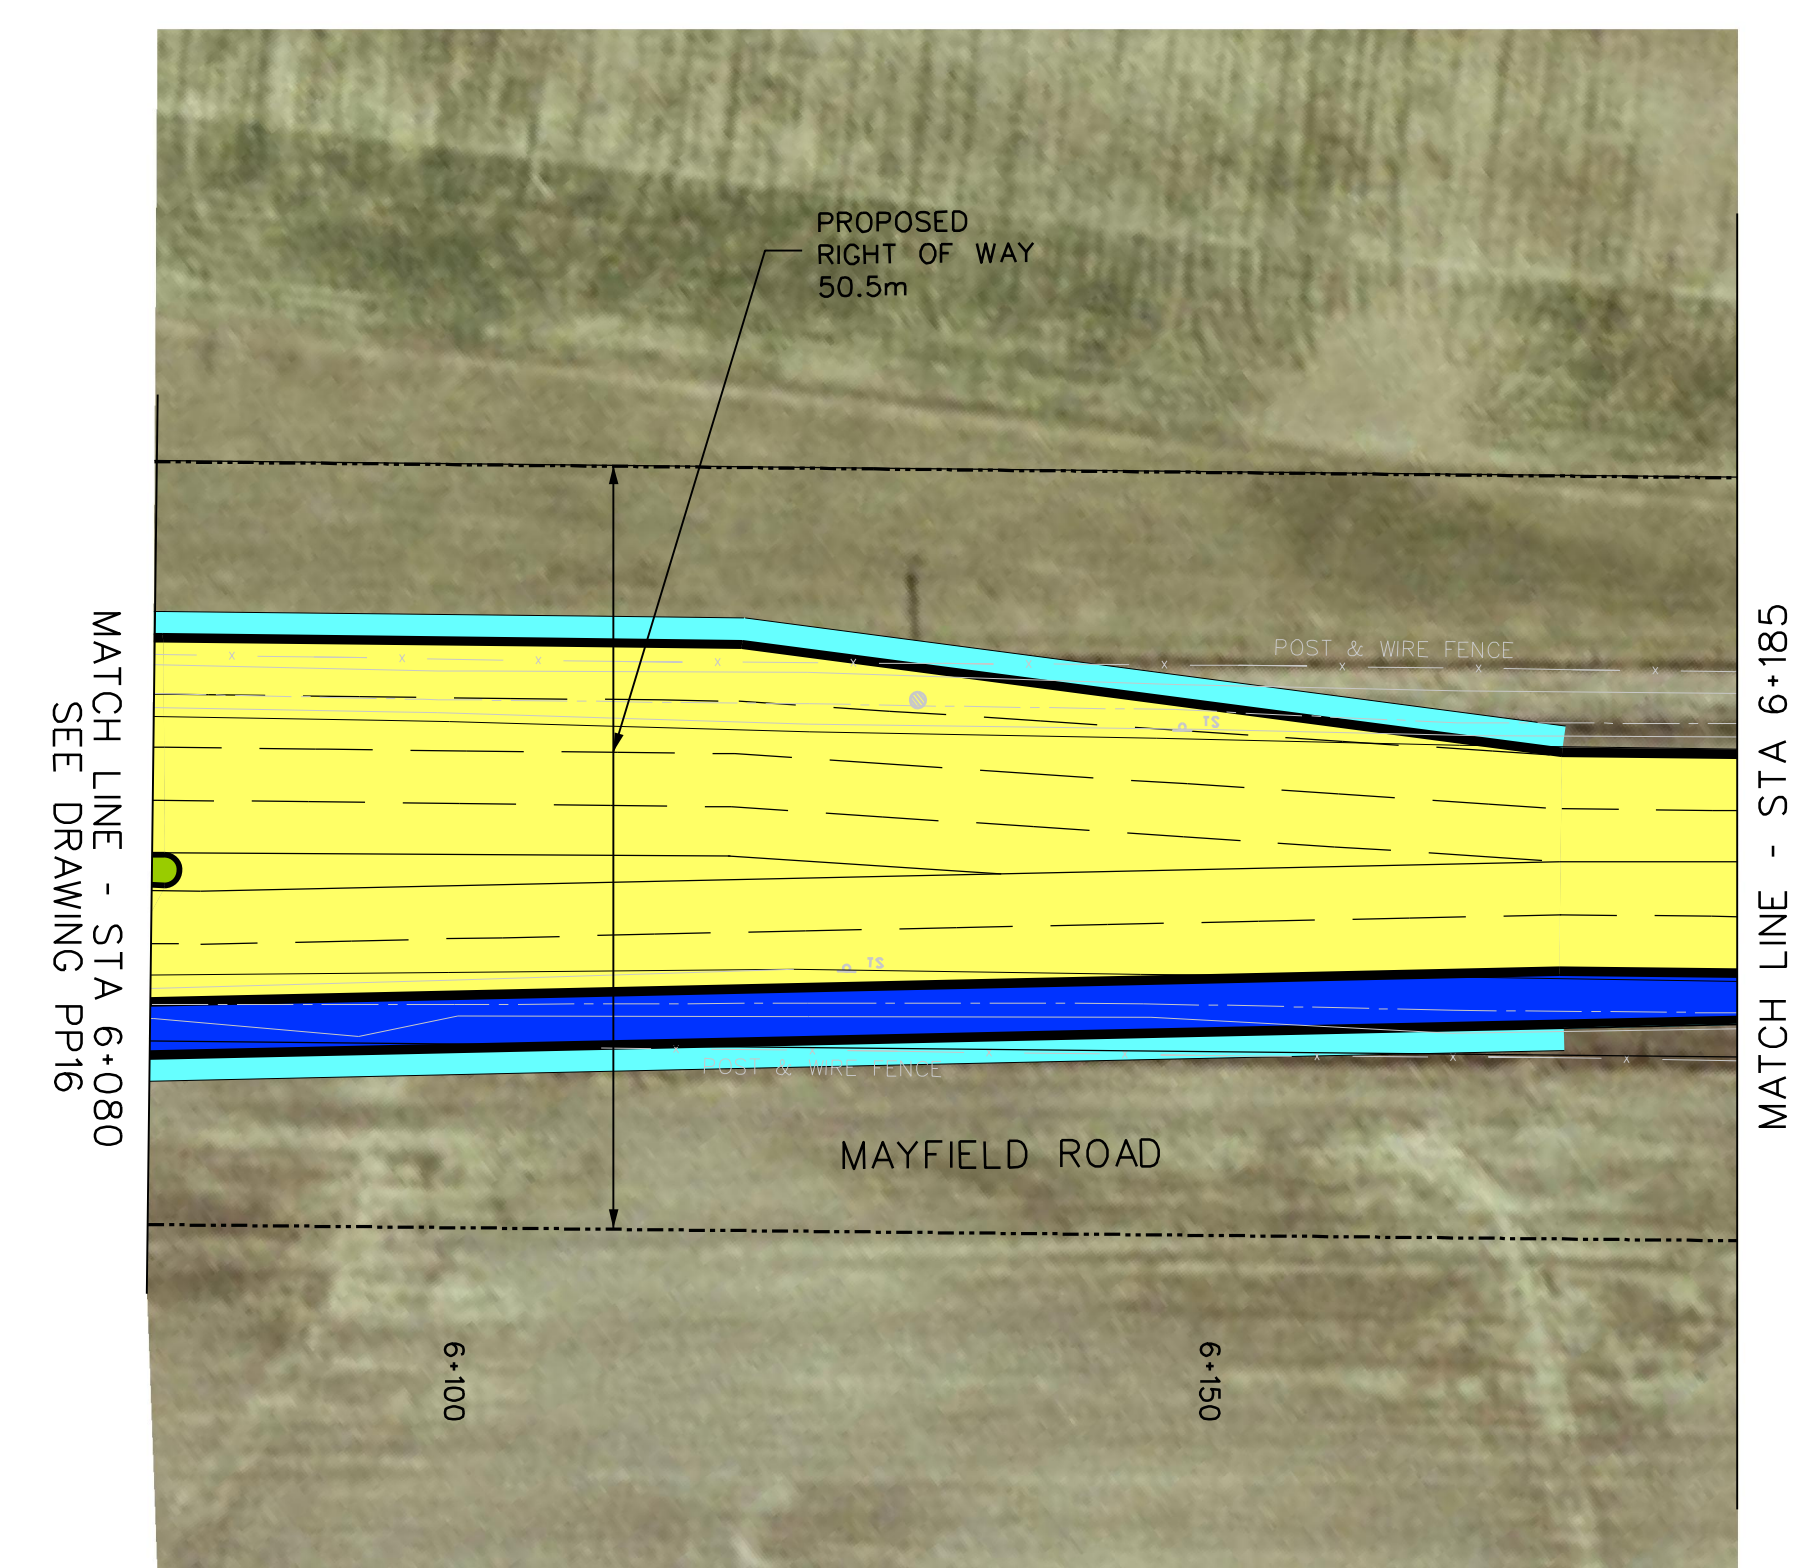 PROPOSED
RIGHT OF WAY
50.5m
POST & WIRE FENCE
TS
MATCH LINE - STA 6+080
SEE DRAWING PP16
MATCH LINE - STA 6+185
TS
POST & WIRE FENCE
MAYFIELD ROAD
6+100
6+150